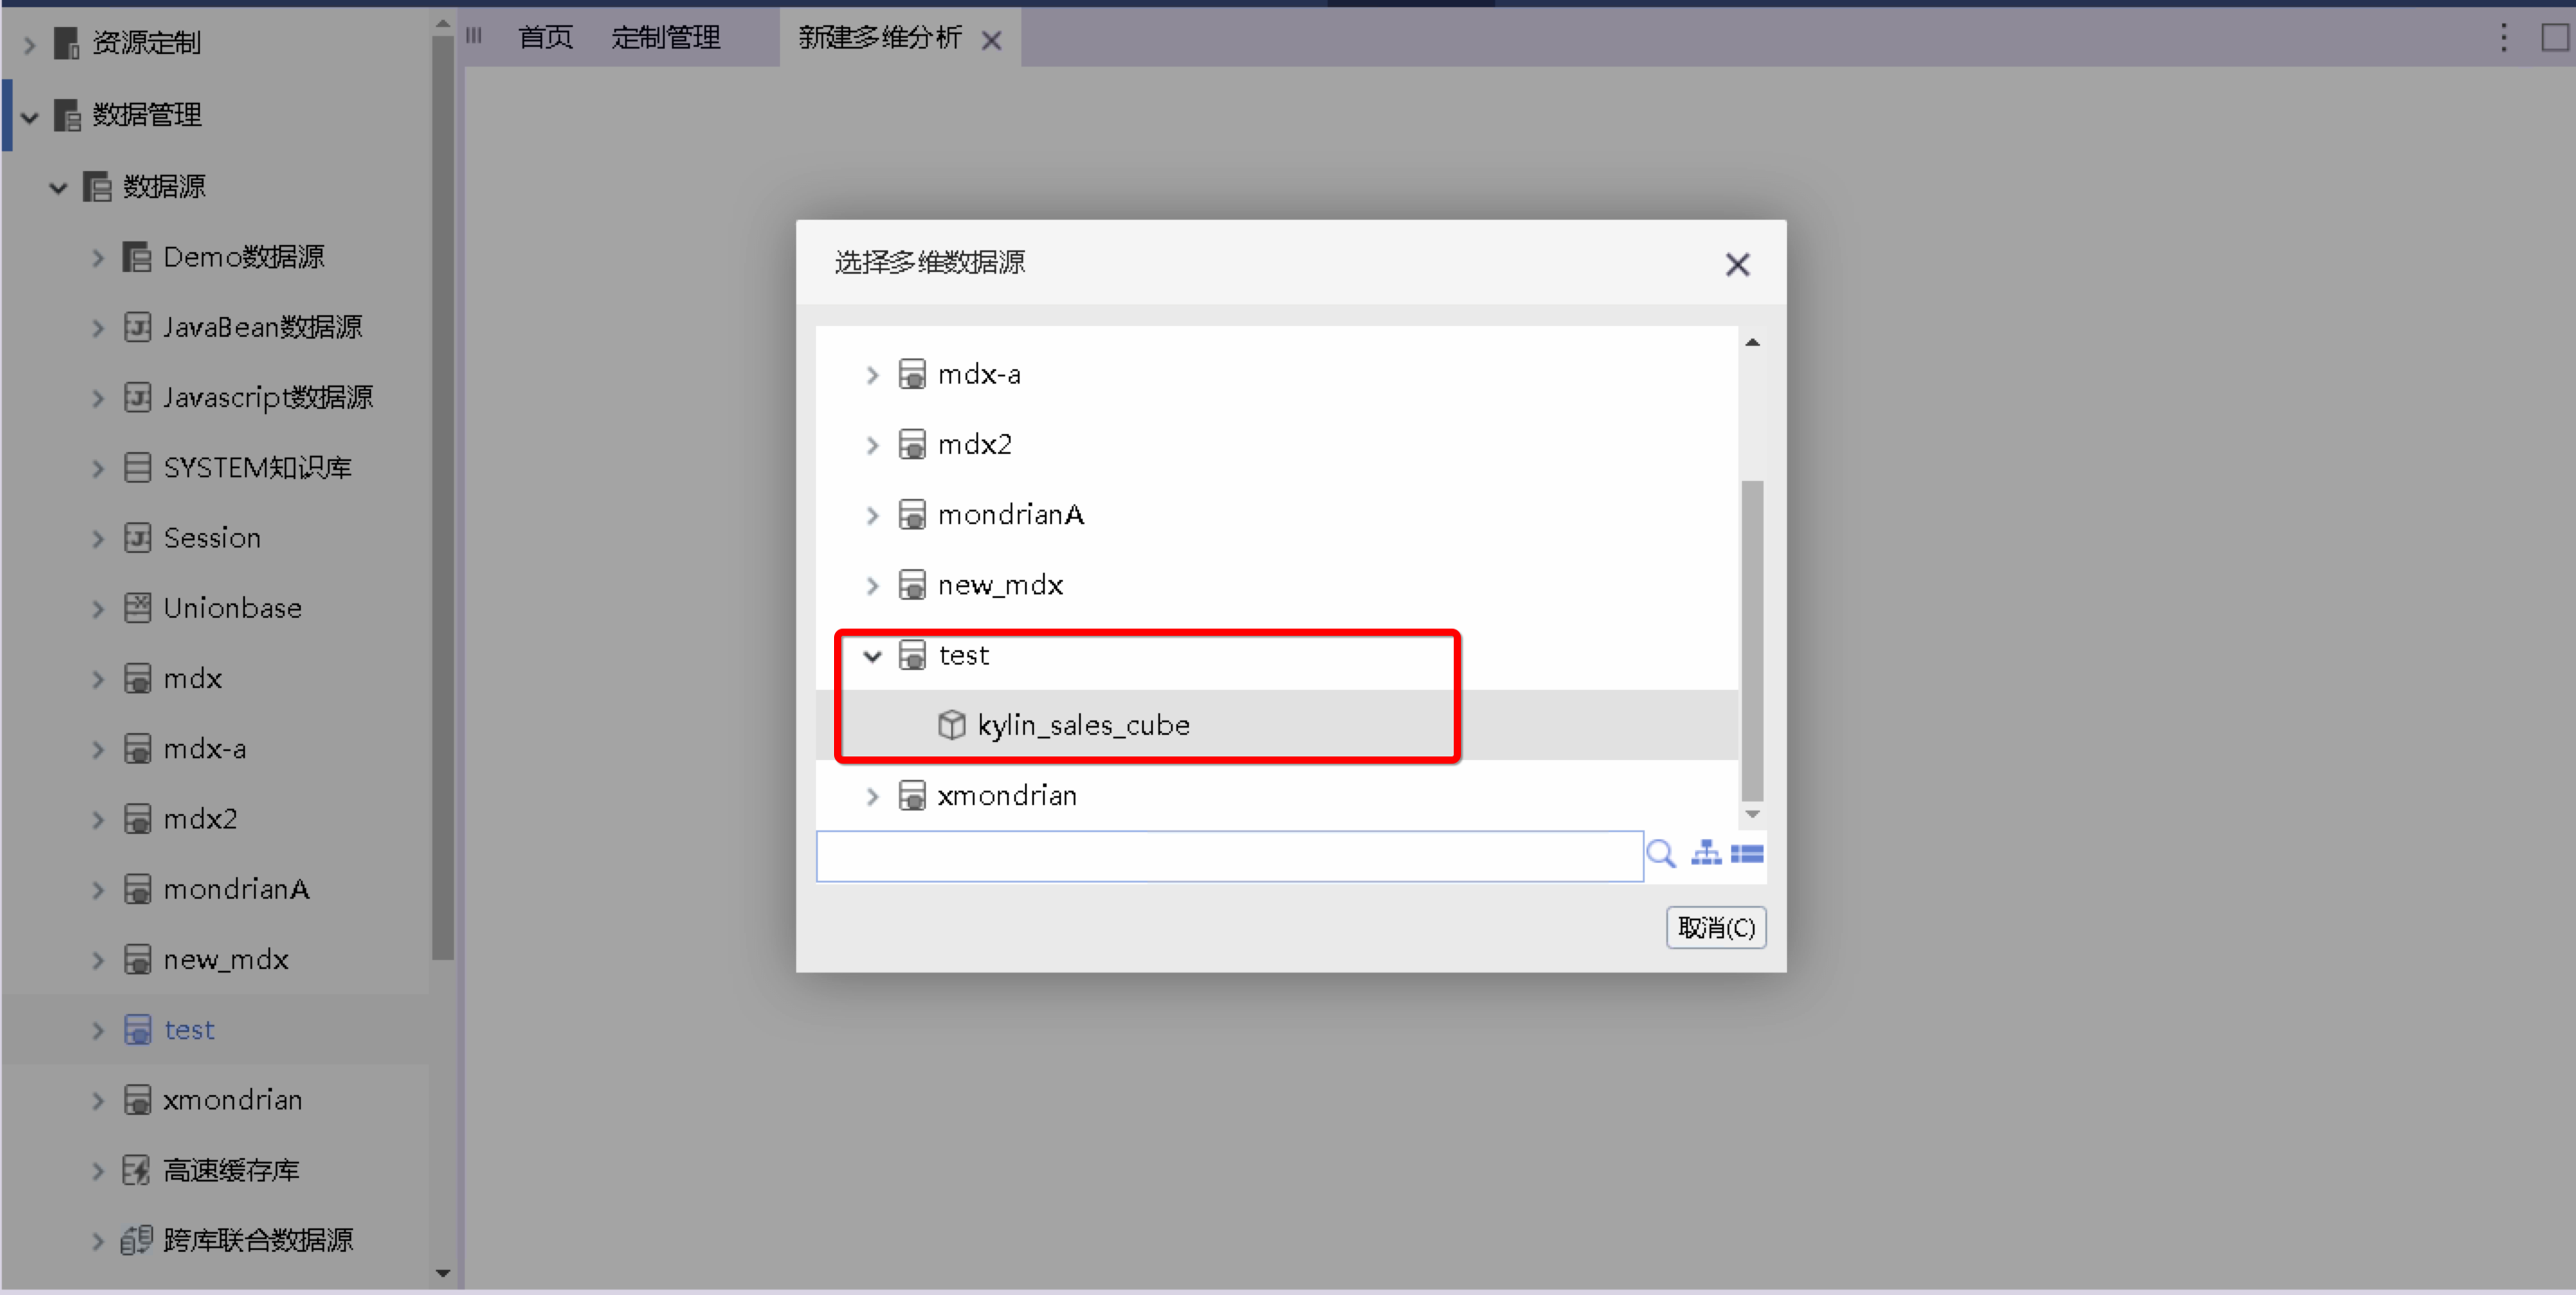 资源定制
首页 定制管理 新建多维分析
数据管理
数据源
Demo数据源
JavaBean数据源
Javascript数据源
SYSTEM知识库
Session
Unionbase
mdx
mdx-a
mdx2
mondrianA
new_mdx
test
xmondrian
高速缓存库
跨库联合数据源
选择多维数据源
mdx-a
mdx2
mondrianA
new_mdx
test
kylin_sales_cube
xmondrian
取消(C)